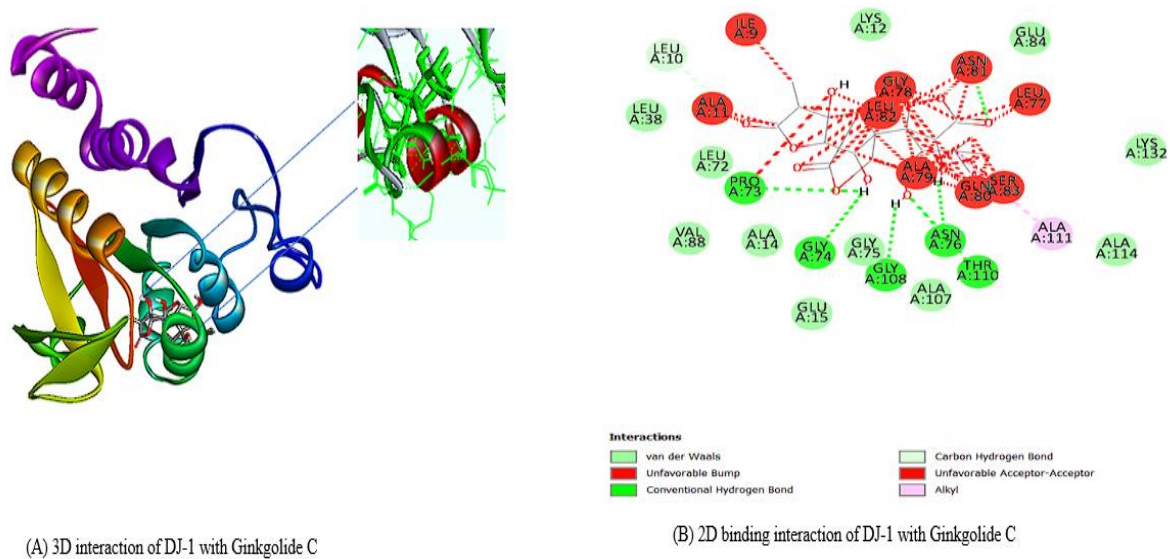 ILE
A:9
LYS
A:12
GLU
A:84
LEU
A:10
ASN
A:81
GLY
A:78
LEU
A:77
H
O
LEU
A:82
ALA
A:11
O
O
O
LEU
A:38
LYS
A:132
LEU
A:72
O
ALA
A:79
PRO
A:73
O
O
H
H
GLN
A:80
SER
A:83
O
H
ALA
A:111
VAL
A:88
ALA
A:14
GLY
A:74
GLY
A:75
ASN
A:76
ALA
A:114
GLY
A:108
THR
A:110
ALA
A:107
GLU
A:15
Interactions
van der Waals
Unfavorable Bump
Conventional Hydrogen Bond
Carbon Hydrogen Bond
Unfavorable Acceptor-Acceptor
Alkyl
(A) 3D interaction of DJ-1 with Ginkgolide C
(B) 2D binding interaction of DJ-1 with Ginkgolide C